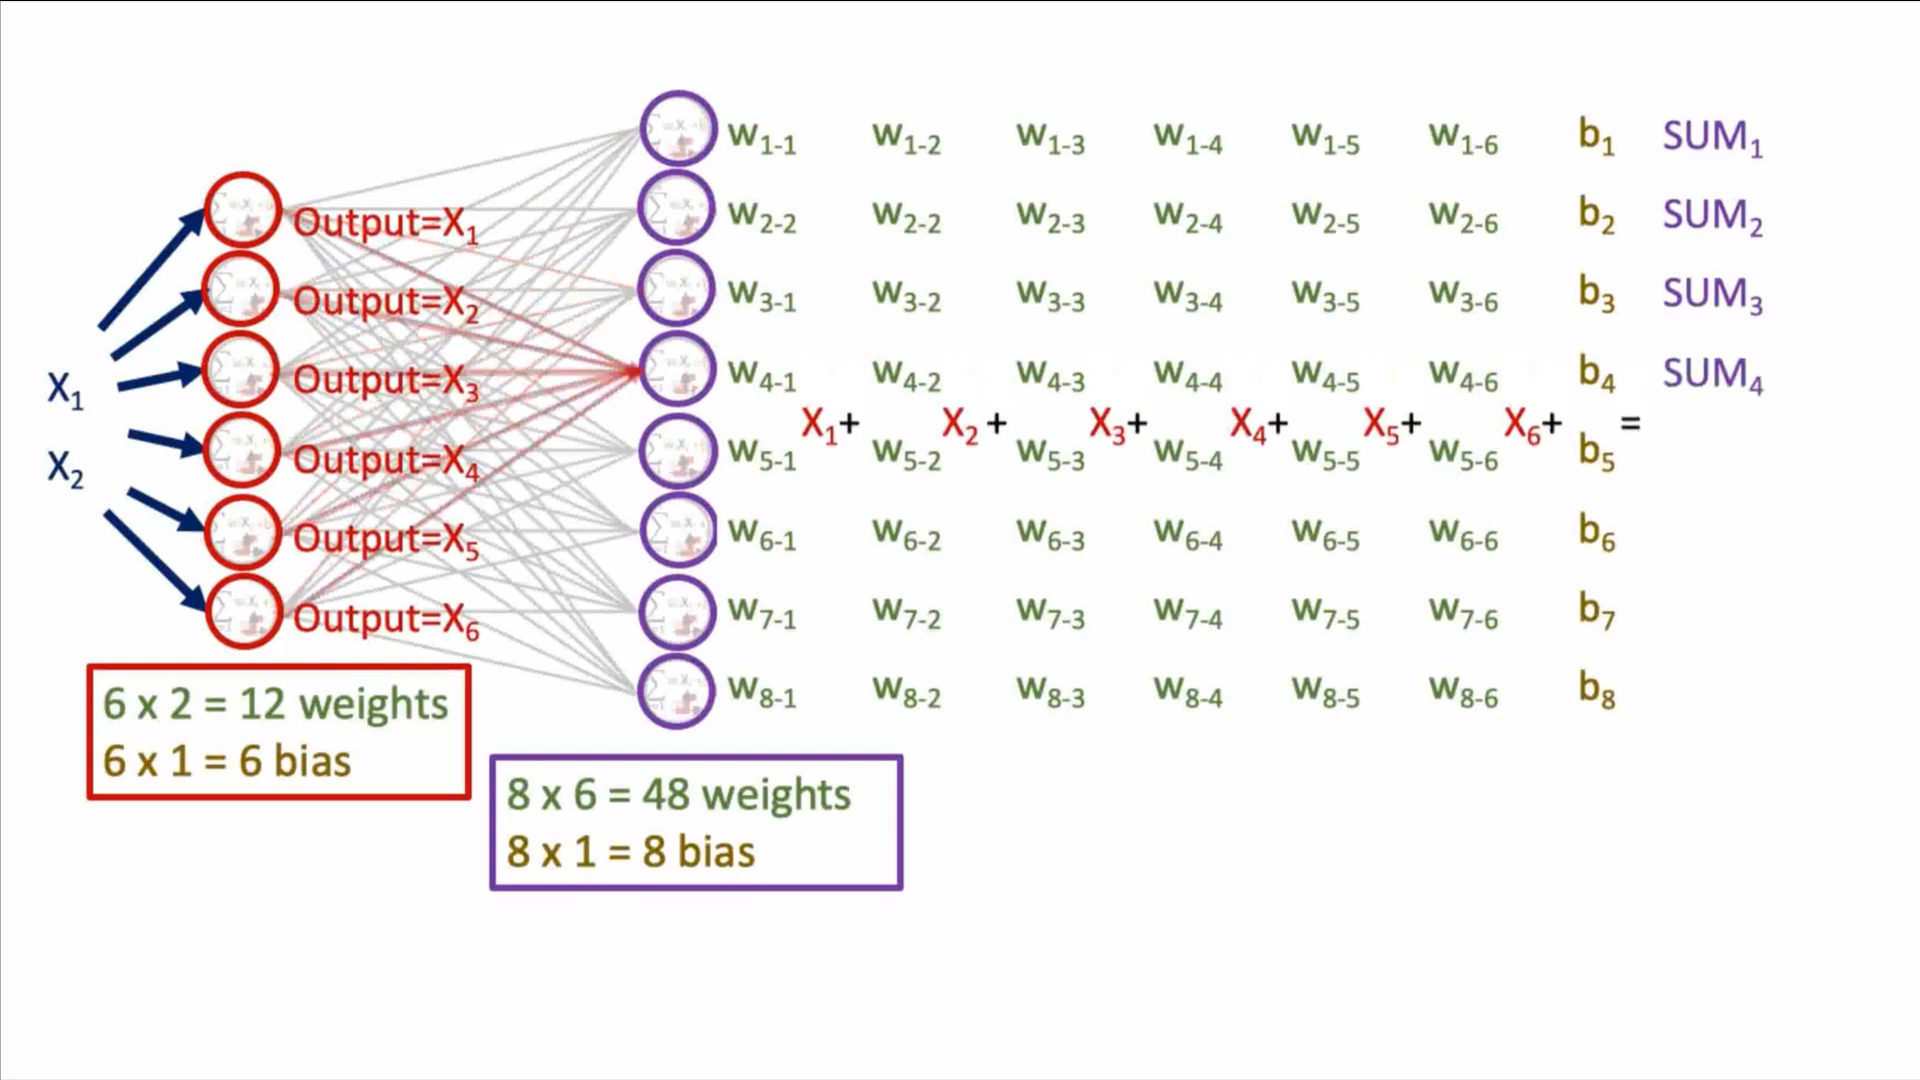 w₁₋₁ w₁₋₂ w₁₋₃ w₁₋₄ w₁₋₅ w₁₋₆ b₁ SUM₁
Output=X₁ w₂₋₂ w₂₋₂ w₂₋₃ w₂₋₄ w₂₋₅ w₂₋₆ b₂ SUM₂
Output=X₂ w₃₋₁ w₃₋₂ w₃₋₃ w₃₋₄ w₃₋₅ w₃₋₆ b₃ SUM₃
X₁ Output=X₃ w₄₋₁ w₄₋₂ w₄₋₃ w₄₋₄ w₄₋₅ w₄₋₆ b₄ SUM₄
X₁+ X₂ + X₃+ X₄+ X₅+ X₆+ =
X₂ Output=X₄ w₅₋₁ w₅₋₂ w₅₋₃ w₅₋₄ w₅₋₅ w₅₋₆ b₅
Output=X₅ w₆₋₁ w₆₋₂ w₆₋₃ w₆₋₄ w₆₋₅ w₆₋₆ b₆
Output=X₆ w₇₋₁ w₇₋₂ w₇₋₃ w₇₋₄ w₇₋₅ w₇₋₆ b₇
w₈₋₁ w₈₋₂ w₈₋₃ w₈₋₄ w₈₋₅ w₈₋₆ b₈
6 x 2 = 12 weights
6 x 1 = 6 bias
8 x 6 = 48 weights
8 x 1 = 8 bias